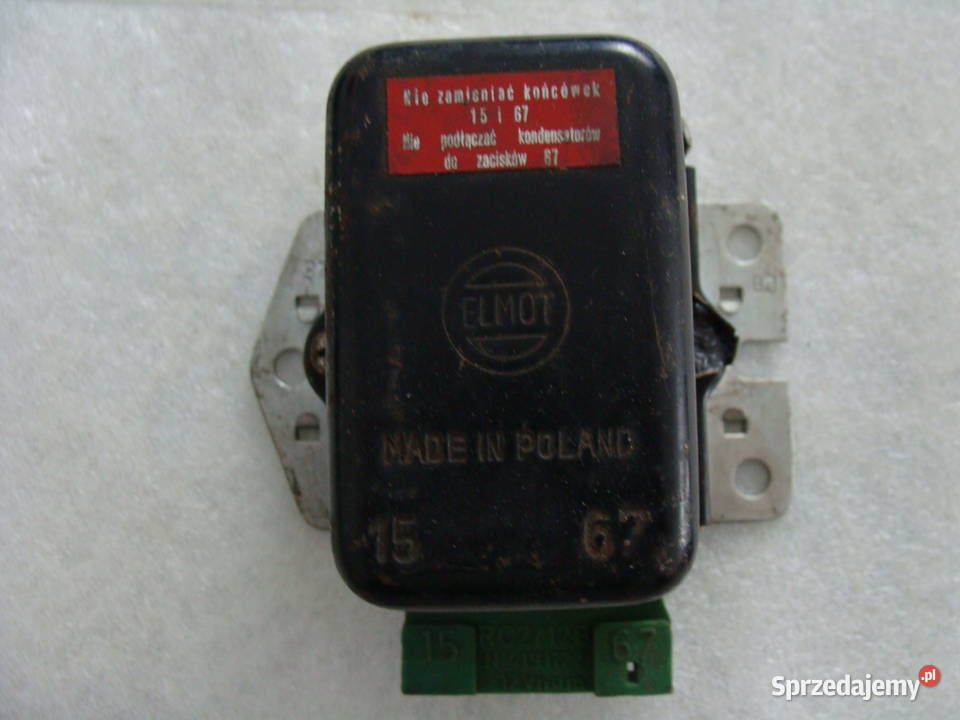 Nie zamieniać końcówek
15 i 67
Nie podłączać kondensatorów
do zacisków 67
ELMOT
MADE IN POLAND
15 67
15 67
Sprzedajemy.pl